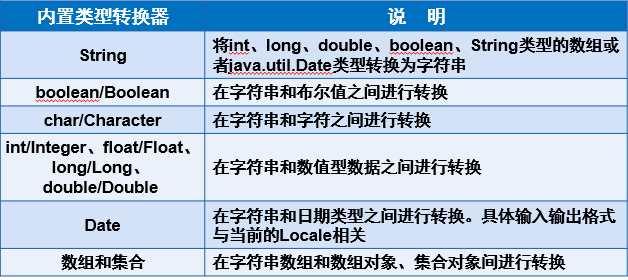 内置类型转换器 说 明
String 将int、long、double、boolean、String类型的数组或
者java.util.Date类型转换为字符串
boolean/Boolean 在字符串和布尔值之间进行转换
char/Character 在字符串和字符之间进行转换
int/Integer、float/Float、
long/Long、
double/Double
在字符串和数值型数据之间进行转换
Date 在字符串和日期类型之间进行转换。具体输入输出格式
与当前的Locale相关
数组和集合 在字符串数组和数组对象、集合对象间进行转换